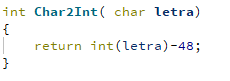 int Char2Int( char letra)
{
    return int(letra)-48;
}